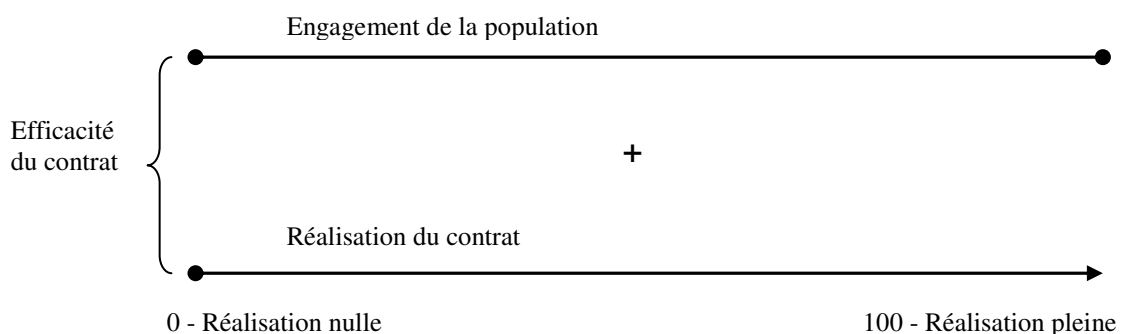 Engagement de la population
Efficacité
du contrat
+
Réalisation du contrat
0 - Réalisation nulle
100 - Réalisation pleine